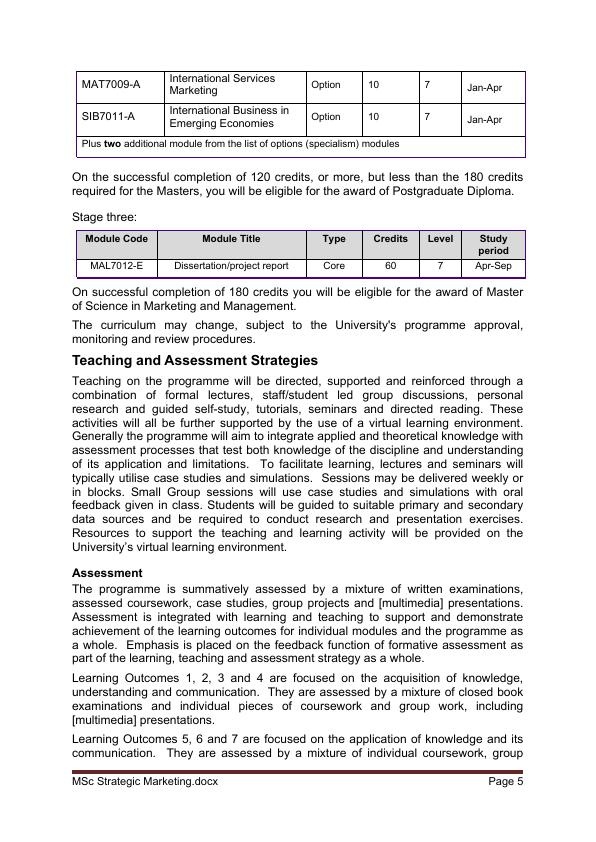 MAT7009-A International Services Marketing Option 10 7 Jan-Apr
SIB7011-A International Business in Emerging Economies Option 10 7 Jan-Apr
Plus two additional module from the list of options (specialism) modules
On the successful completion of 120 credits, or more, but less than the 180 credits
required for the Masters, you will be eligible for the award of Postgraduate Diploma.
Stage three:
Module Code Module Title Type Credits Level Study period
MAL7012-E Dissertation/project report Core 60 7 Apr-Sep
On successful completion of 180 credits you will be eligible for the award of Master
of Science in Marketing and Management.
The curriculum may change, subject to the University's programme approval,
monitoring and review procedures.
Teaching and Assessment Strategies
Teaching on the programme will be directed, supported and reinforced through a
combination of formal lectures, staff/student led group discussions, personal
research and guided self-study, tutorials, seminars and directed reading. These
activities will all be further supported by the use of a virtual learning environment.
Generally the programme will aim to integrate applied and theoretical knowledge with
assessment processes that test both knowledge of the discipline and understanding
of its application and limitations. To facilitate learning, lectures and seminars will
typically utilise case studies and simulations. Sessions may be delivered weekly or
in blocks. Small Group sessions will use case studies and simulations with oral
feedback given in class. Students will be guided to suitable primary and secondary
data sources and be required to conduct research and presentation exercises.
Resources to support the teaching and learning activity will be provided on the
University’s virtual learning environment.
Assessment
The programme is summatively assessed by a mixture of written examinations,
assessed coursework, case studies, group projects and [multimedia] presentations.
Assessment is integrated with learning and teaching to support and demonstrate
achievement of the learning outcomes for individual modules and the programme as
a whole. Emphasis is placed on the feedback function of formative assessment as
part of the learning, teaching and assessment strategy as a whole.
Learning Outcomes 1, 2, 3 and 4 are focused on the acquisition of knowledge,
understanding and communication. They are assessed by a mixture of closed book
examinations and individual pieces of coursework and group work, including
[multimedia] presentations.
Learning Outcomes 5, 6 and 7 are focused on the application of knowledge and its
communication. They are assessed by a mixture of individual coursework, group
MSc Strategic Marketing.docx Page 5